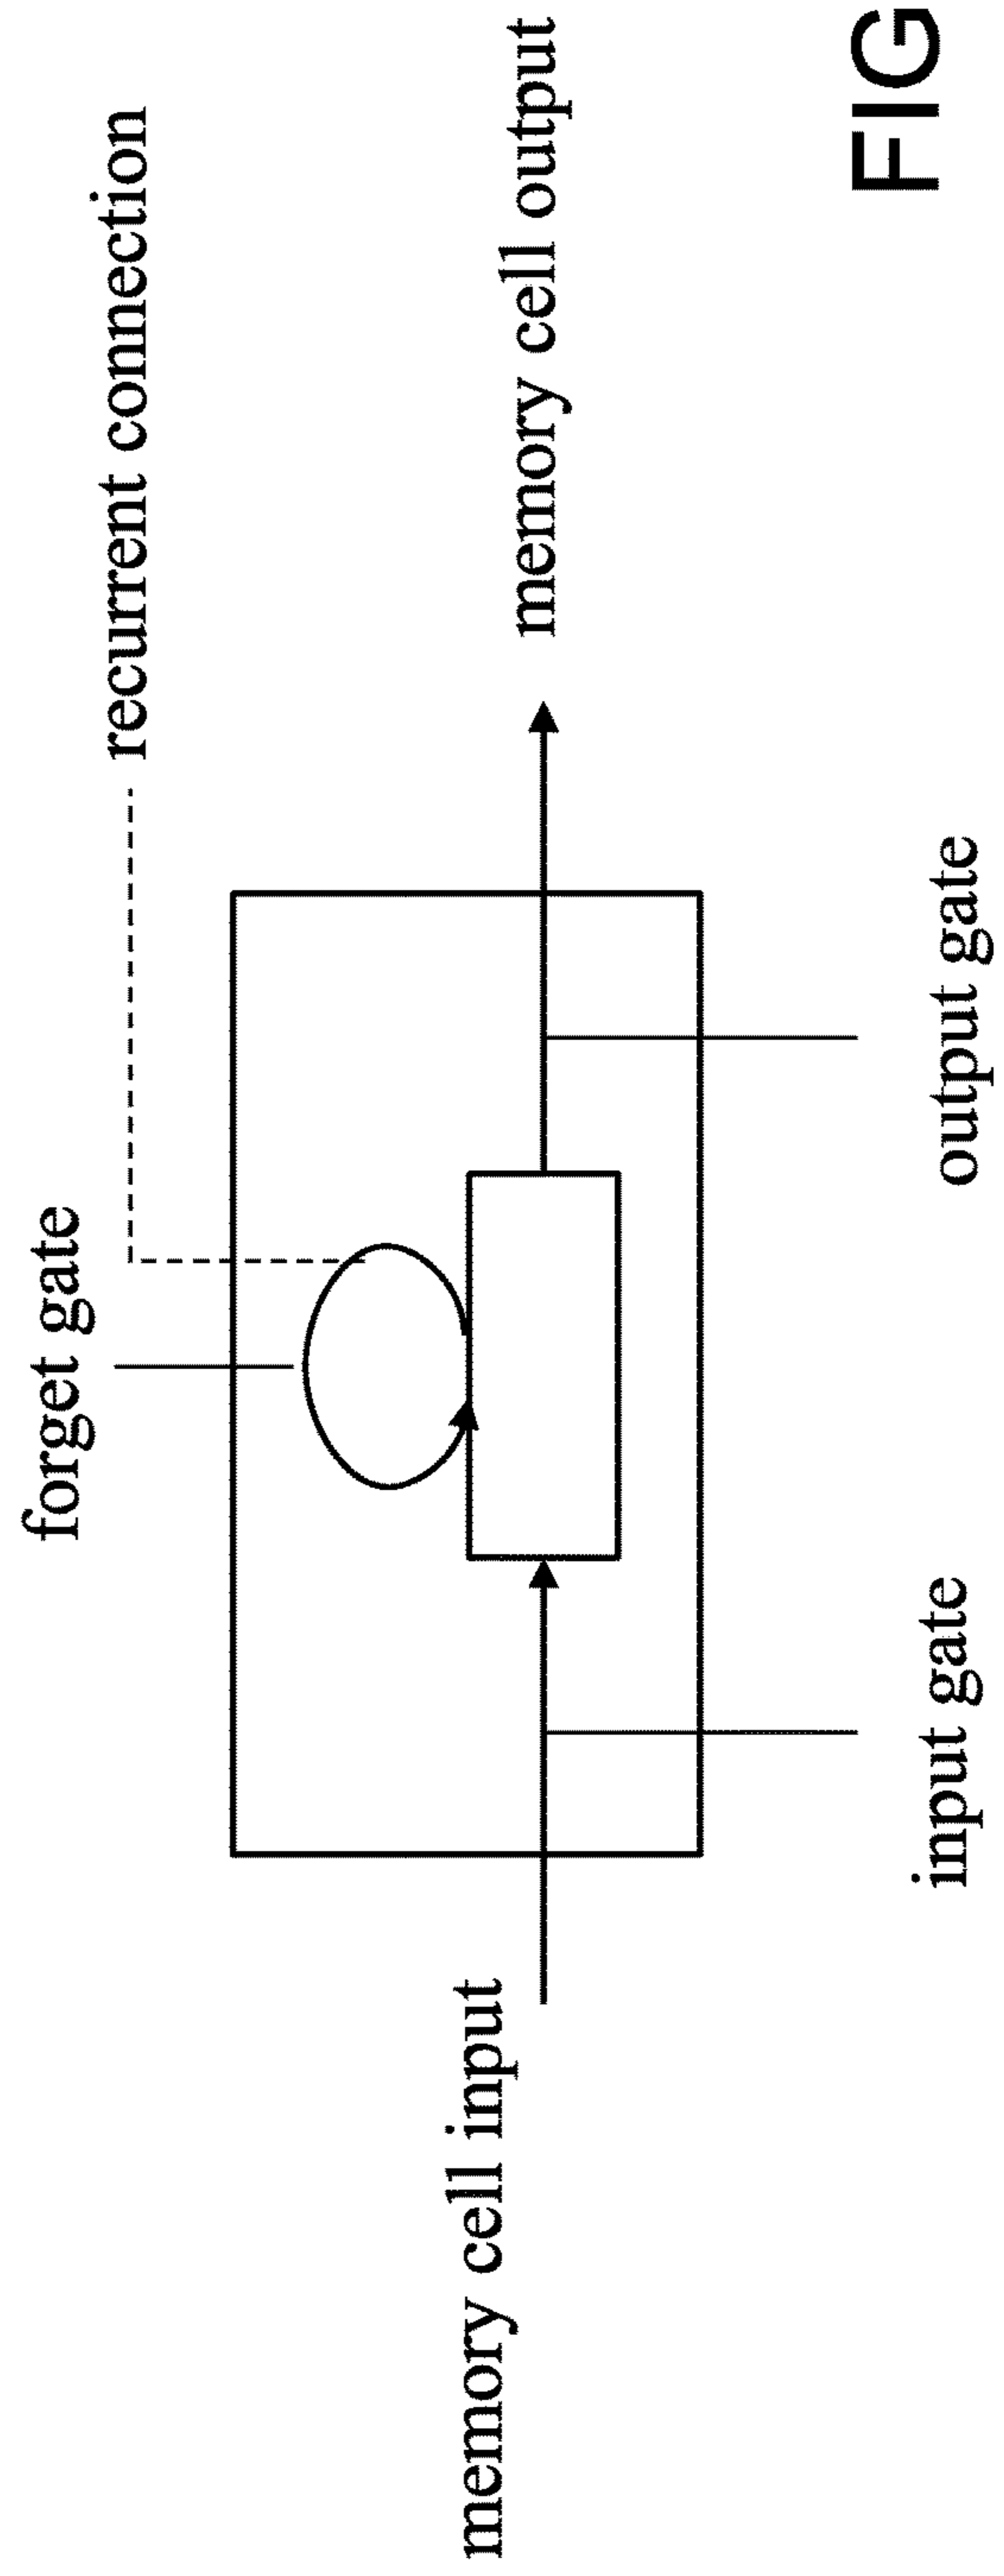 forget gate
recurrent connection
memory cell input
memory cell output
input gate
output gate
FIG